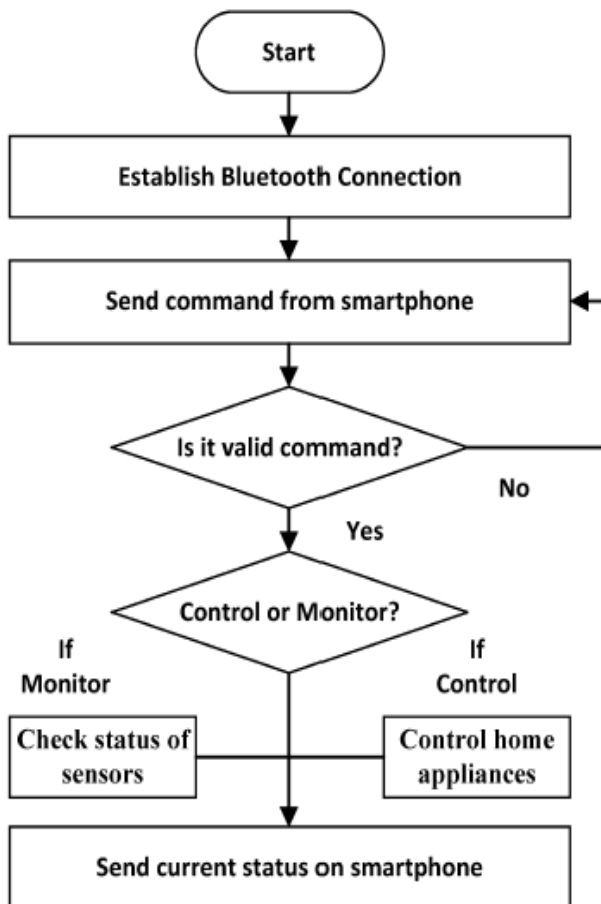 Start
Establish Bluetooth Connection
Send command from smartphone
Is it valid command?
No
Yes
Control or Monitor?
If
Monitor
If
Control
Check status of
sensors
Control home
appliances
Send current status on smartphone